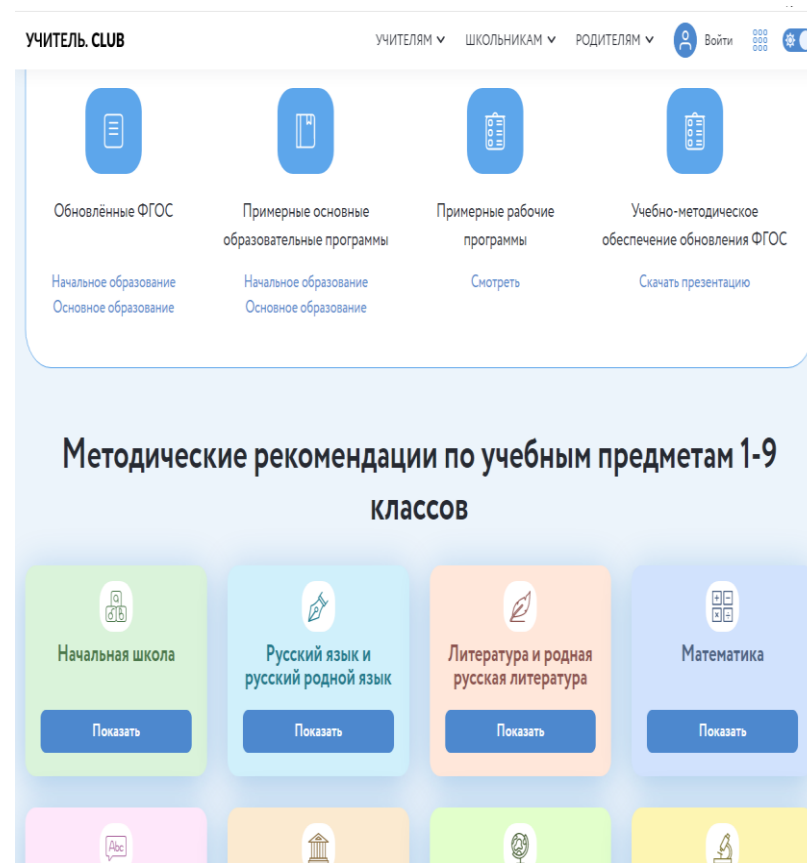 УЧИТЕЛЬ. CLUB УЧИТЕЛЯМ ШКОЛЬНИКАМ РОДИТЕЛЯМ Войти
Обновлённые ФГОС
Начальное образование
Основное образование
Примерные основные
образовательные программы
Начальное образование
Основное образование
Примерные рабочие
программы
Смотреть
Учебно-методическое
обеспечение обновления ФГОС
Скачать презентацию
Методические рекомендации по учебным предметам 1-9
классов
Начальная школа
Показать
Русский язык и
русский родной язык
Показать
Литература и родная
русская литература
Показать
Математика
Показать
Abc